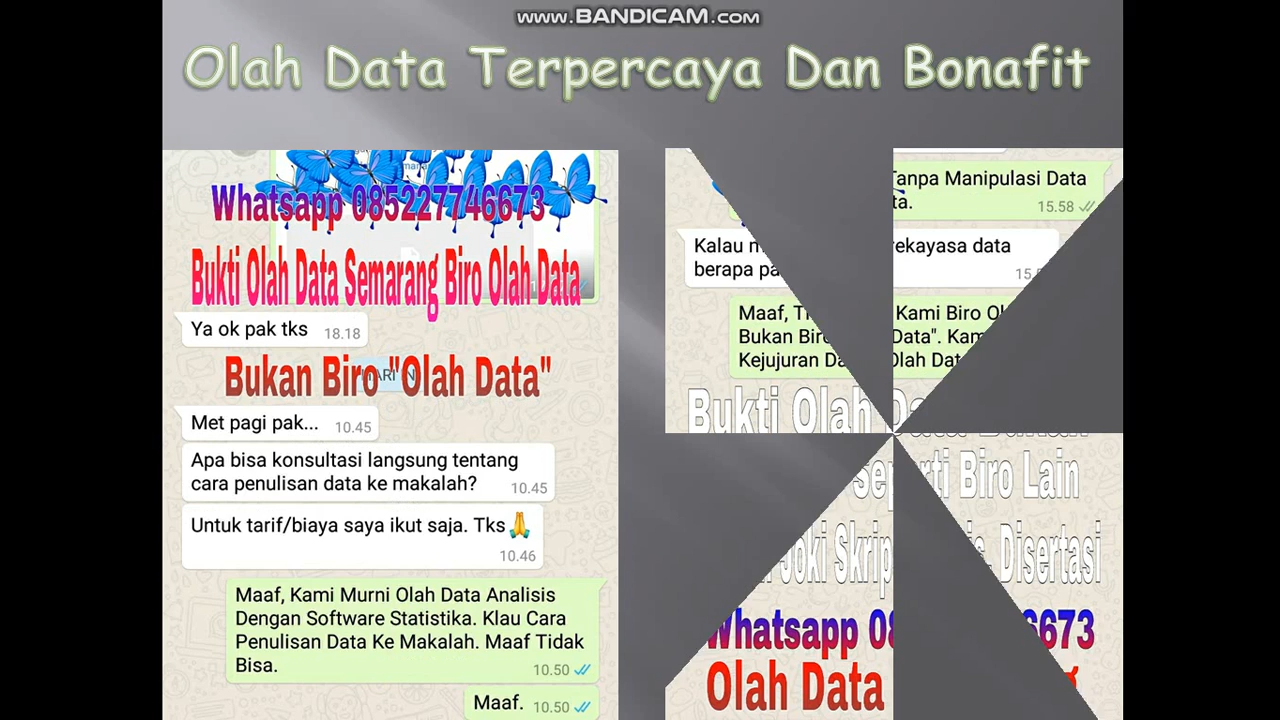 www.BANDICAM.com
Olah Data Terpercaya Dan Bonafit
Whatsapp 085227746673
Bukti Olah Data Semarang Biro Olah Data
Ya ok pak tks 18.18
Bukan Biro "Olah Data"
Met pagi pak... 10.45
Apa bisa konsultasi langsung tentang
cara penulisan data ke makalah? 10.45
Untuk tarif/biaya saya ikut saja. Tks🙏
10.46
Maaf, Kami Murni Olah Data Analisis
Dengan Software Statistika. Klau Cara
Penulisan Data Ke Makalah. Maaf Tidak
Bisa. 10.50
Maaf. 10.50
Tanpa Manipulasi Data
15.58
Kalau rekayasa data
berapa
Maaf, Kami Biro
Bukan Data". 
Kejujuran Olah
Bukti Olah
Biro Lain
Joki Disertasi
Whatsapp
Olah Data